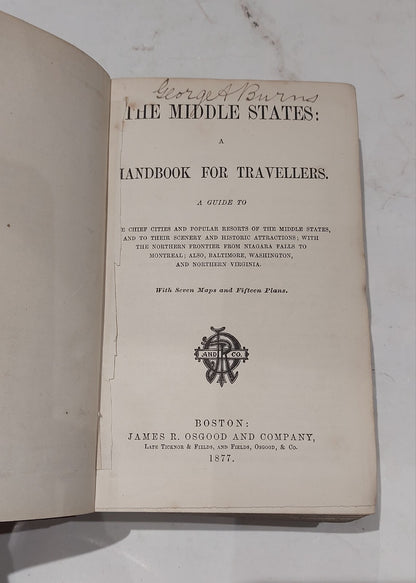 George A Burns
THE MIDDLE STATES:
A
HANDBOOK FOR TRAVELLERS.
A GUIDE TO
E CHIEF CITIES AND POPULAR RESORTS OF THE MIDDLE STATES,
AND TO THEIR SCENERY AND HISTORIC ATTRACTIONS; WITH
THE NORTHERN FRONTIER FROM NIAGARA FALLS TO
MONTREAL; ALSO, BALTIMORE, WASHINGTON,
AND NORTHERN VIRGINIA.
With Seven Maps and Fifteen Plans.
AND CO.
BOSTON:
JAMES R. OSGOOD AND COMPANY,
LATE TICKNOR & FIELDS, AND FIELDS, OSGOOD, & CO.
1877.